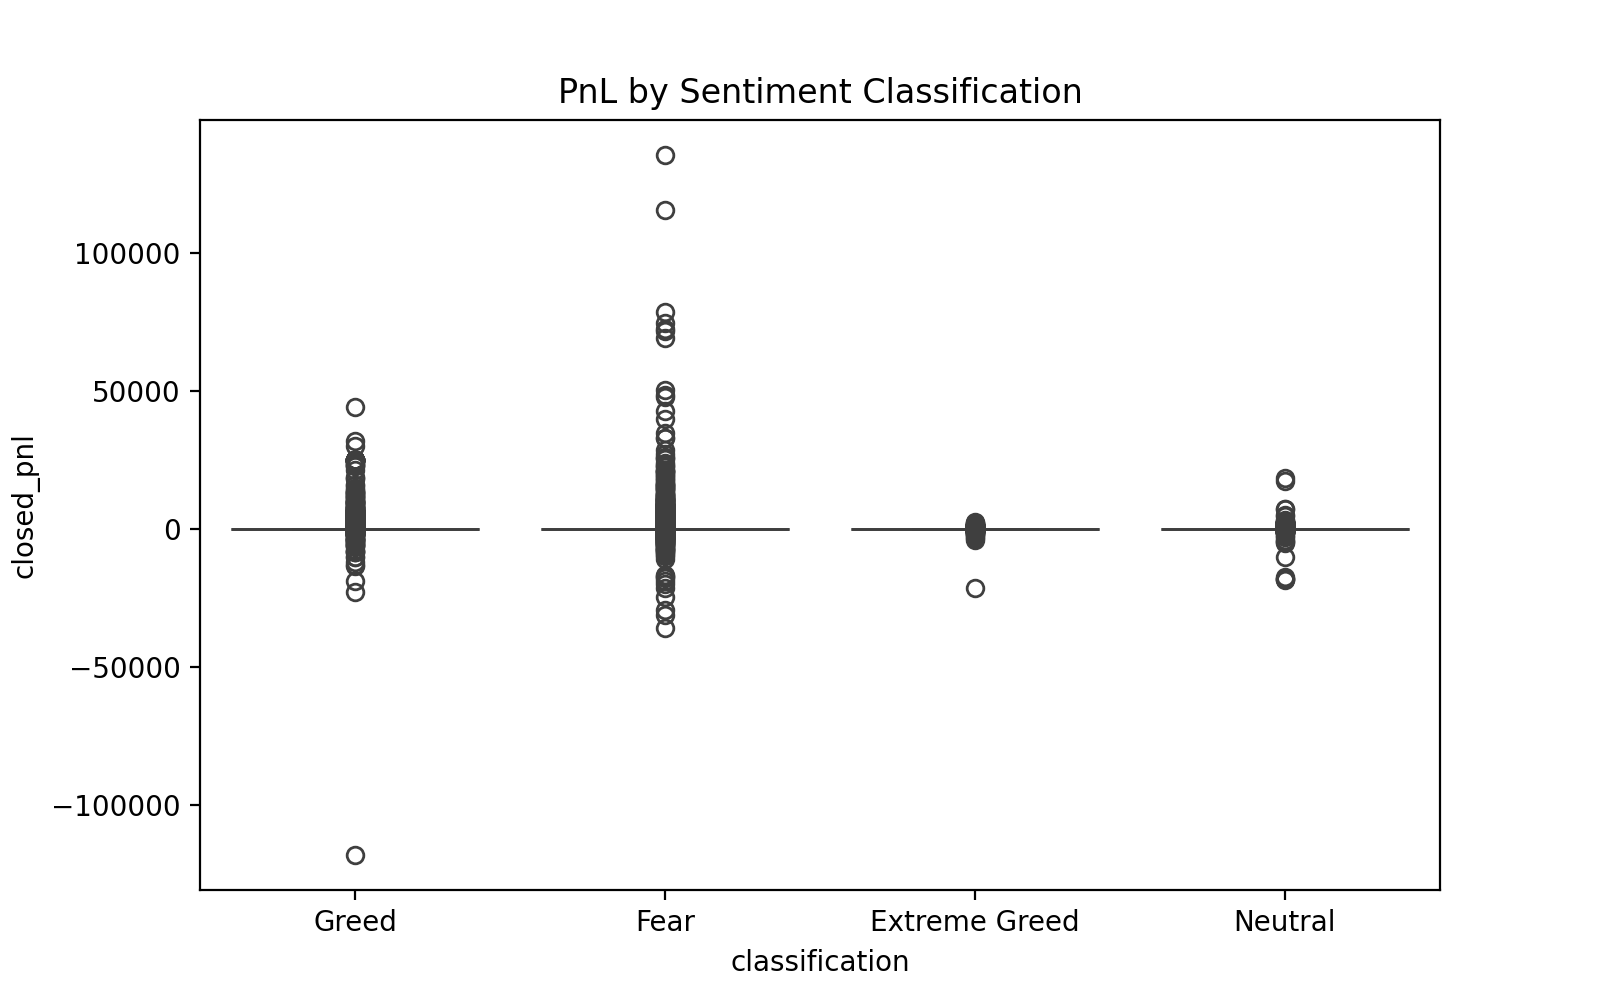 PnL by Sentiment Classification
closed_pnl
100000
50000
0
−50000
−100000
Greed
Fear
Extreme Greed
Neutral
classification